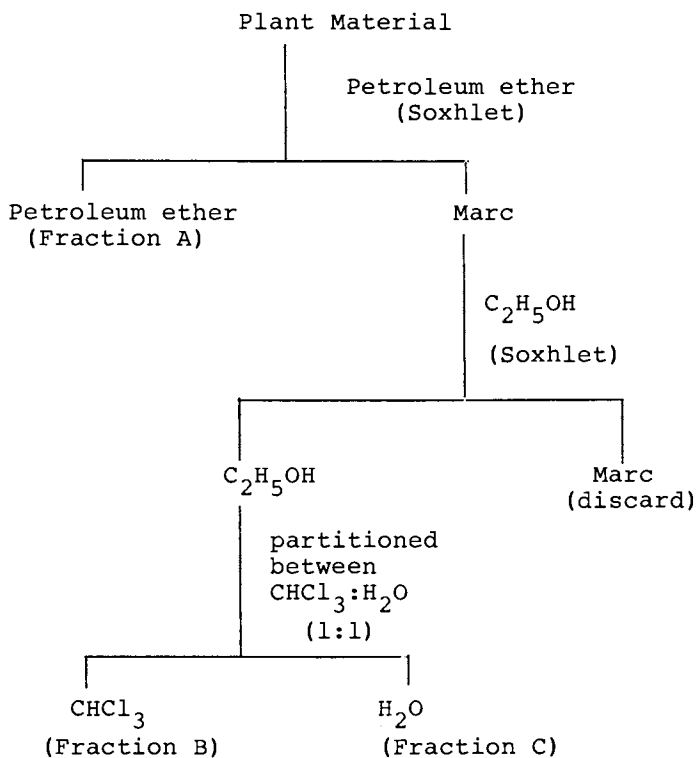 Plant Material
Petroleum ether
(Soxhlet)
Petroleum ether
(Fraction A)
Marc
C₂H₅OH
(Soxhlet)
C₂H₅OH
Marc
(discard)
partitioned
between
CHCl₃:H₂O
(1:1)
CHCl₃
(Fraction B)
H₂O
(Fraction C)